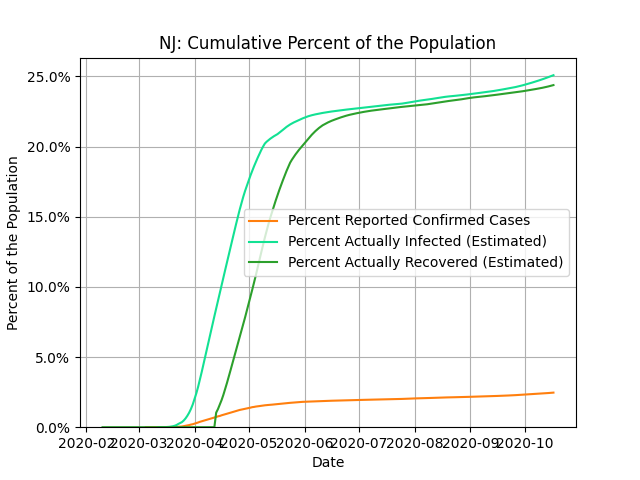 NJ: Cumulative Percent of the Population
Percent of the Population
25.0%
20.0%
15.0%
10.0%
5.0%
0.0%
Percent Reported Confirmed Cases
Percent Actually Infected (Estimated)
Percent Actually Recovered (Estimated)
2020-02 2020-03 2020-04 2020-05 2020-06 2020-07 2020-08 2020-09 2020-10
Date